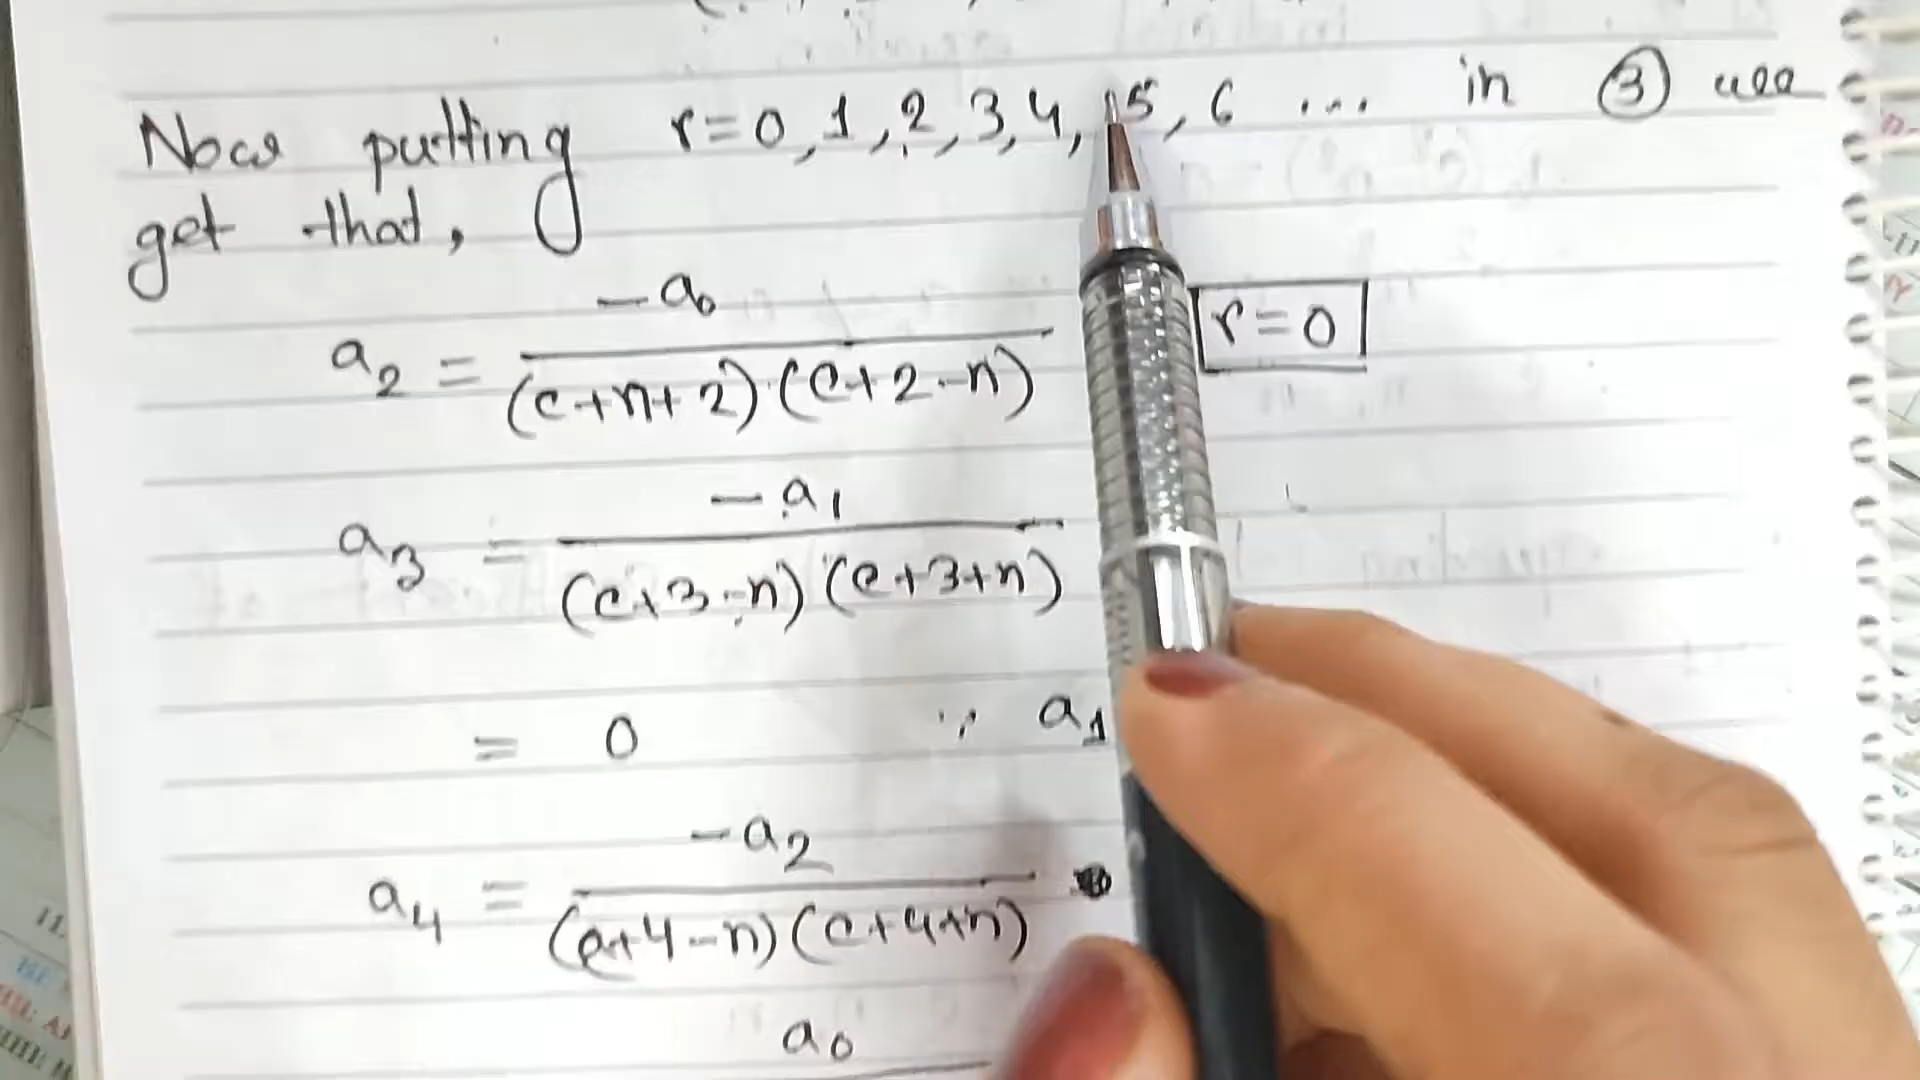 Now putting r=0,1,2,3,4,5,6 ... in ③ we
get that,
a₂ = -a₀ / (c+n+2)·(c+2-n) r=0
a₃ = -a₁ / (c+3-n)(c+3+n)
= 0 ∵ a₁
a₄ = -a₂ / (c+4-n)(c+4+n)
a₀